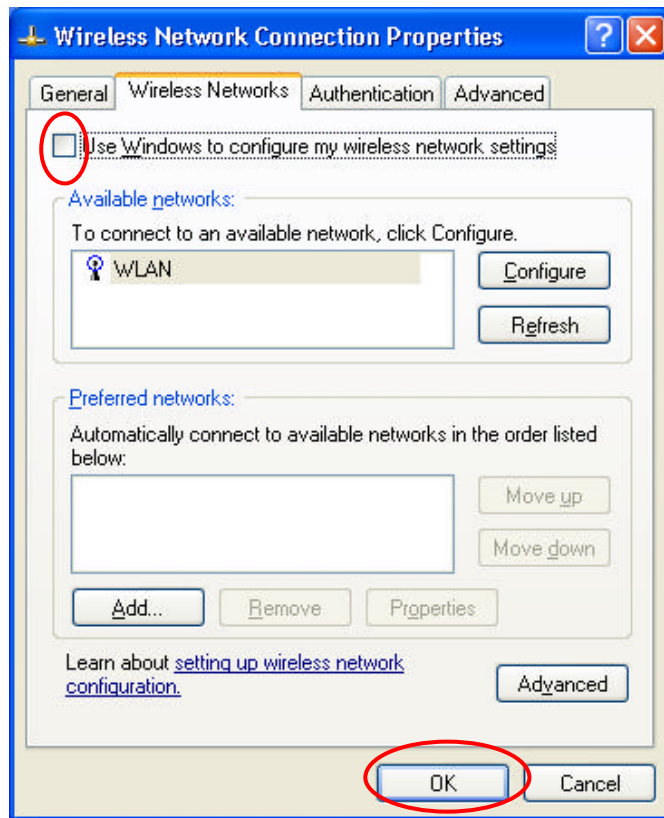 Wireless Network Connection Properties
General Wireless Networks Authentication Advanced
Use Windows to configure my wireless network settings
Available networks:
To connect to an available network, click Configure.
WLAN
Configure
Refresh
Preferred networks:
Automatically connect to available networks in the order listed
below:
Move up
Move down
Add... Remove Properties
Learn about setting up wireless network
configuration.
Advanced
OK Cancel